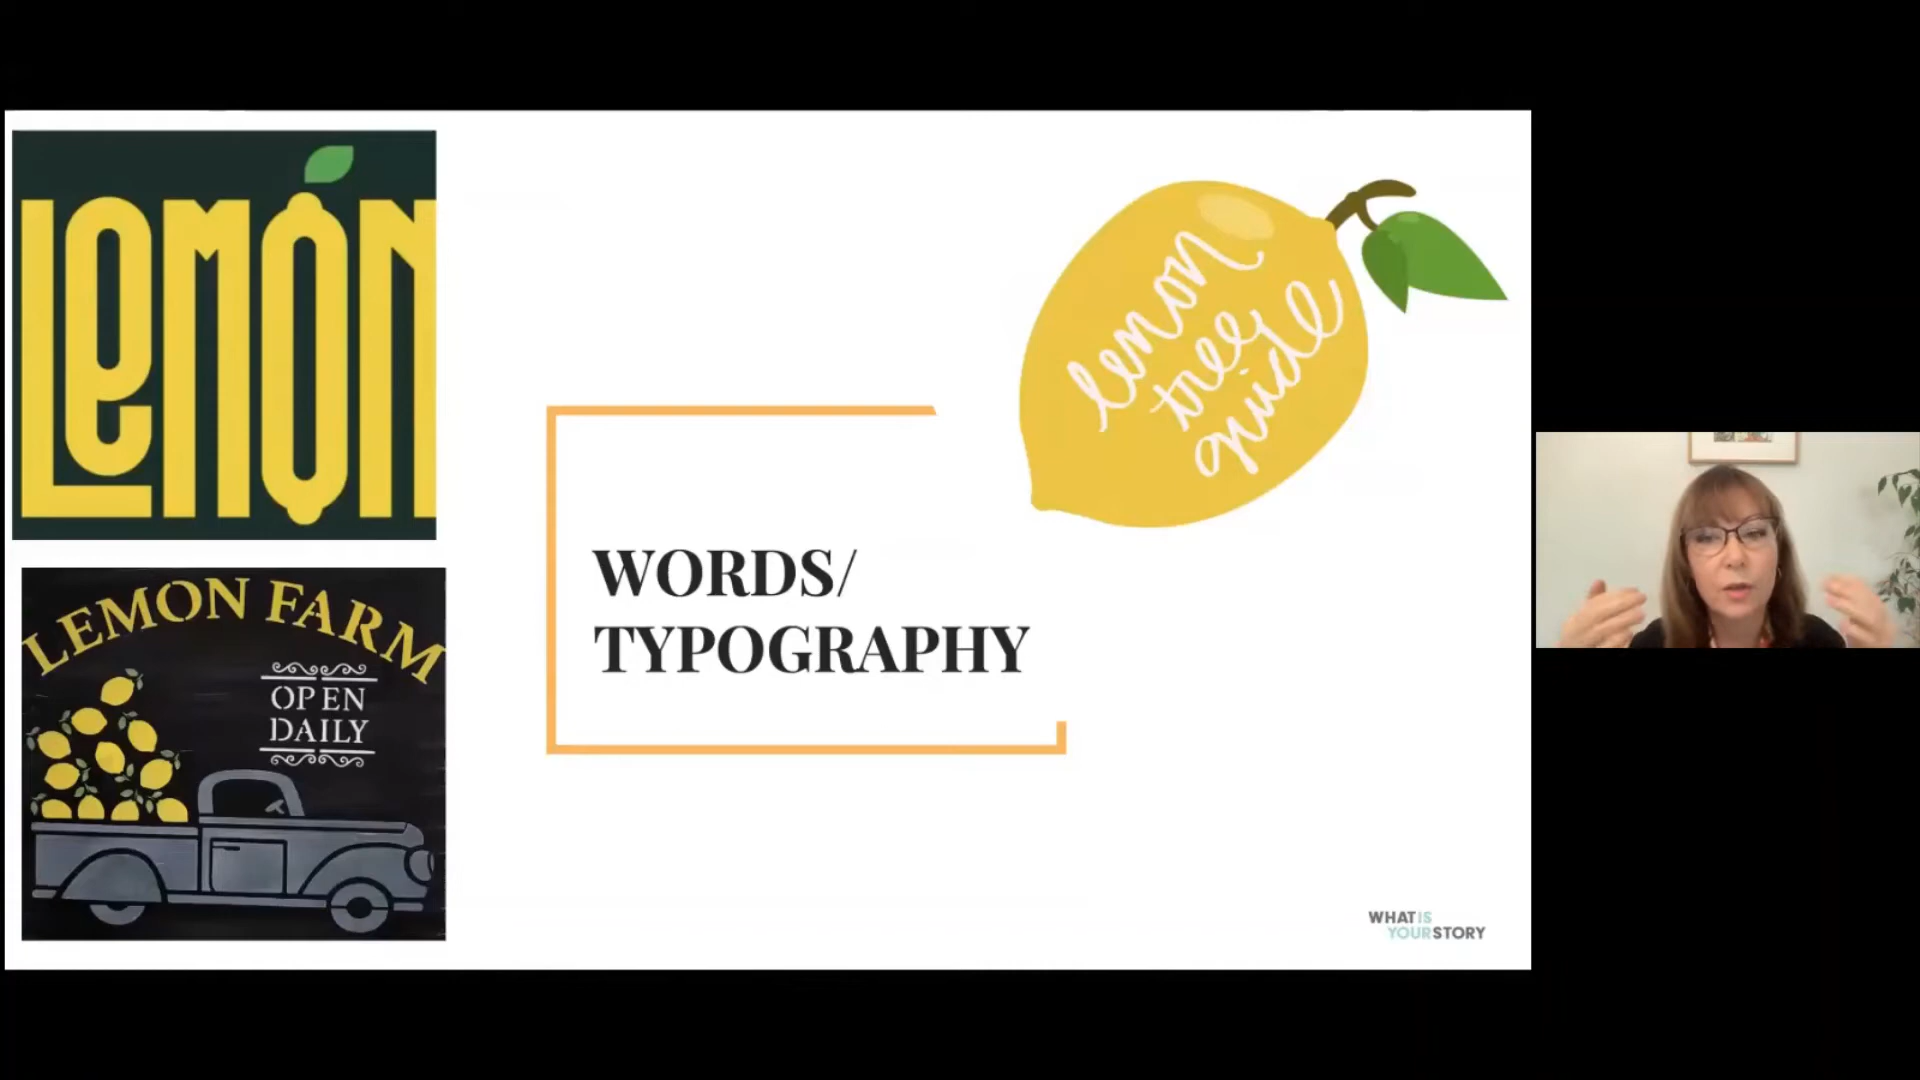 LEMON
LEMON FARM
OPEN
DAILY
lemon
tree
guide
WORDS/
TYPOGRAPHY
WHAT IS
YOUR STORY